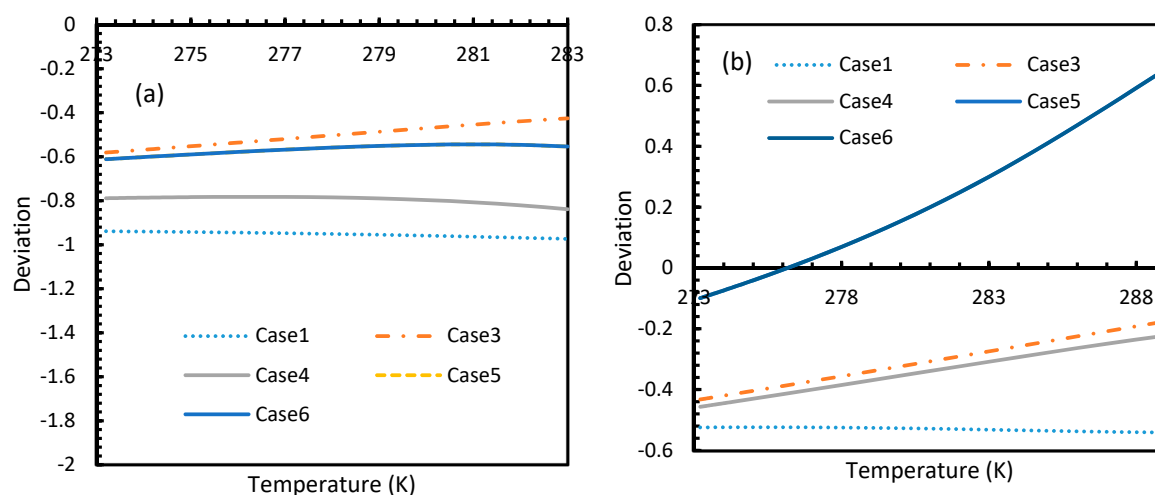 0
273 275 277 279 281 283
-0.2
(a)
-0.4
-0.6
-0.8
-1
-1.2
-1.4
-1.6
-1.8
-2
Deviation
Case1 Case3
Case4 Case5
Case6
Temperature (K)
0.8
(b)
Case1 Case3
Case4 Case5
Case6
0.6
0.4
0.2
0
273 278 283 288
-0.2
-0.4
-0.6
Deviation
Temperature (K)